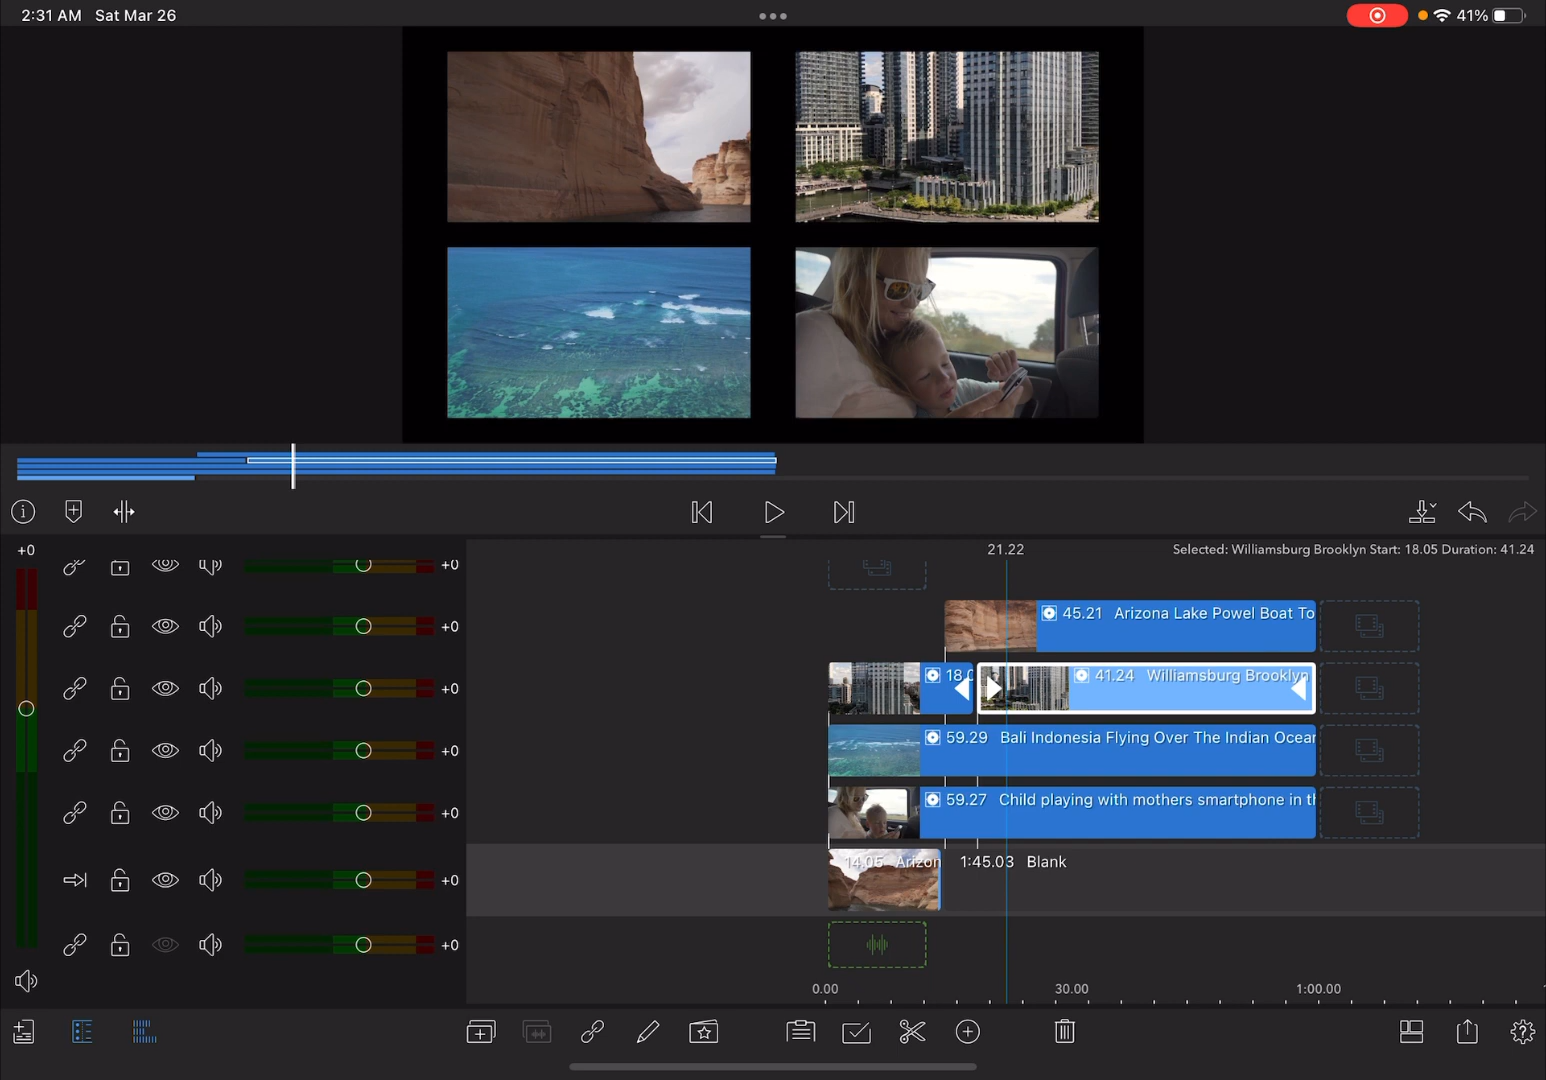 2:31 AM Sat Mar 26
41%
+0
21.22
Selected: Williamsburg Brooklyn Start: 18.05 Duration: 41.24
+0
+0
45.21 Arizona Lake Powel Boat To
+0
18.0
41.24 Williamsburg Brooklyn
+0
59.29 Bali Indonesia Flying Over The Indian Ocean
+0
59.27 Child playing with mothers smartphone in th
+0
14.05 Arizon
1:45.03 Blank
+0
0.00
30.00
1:00.00